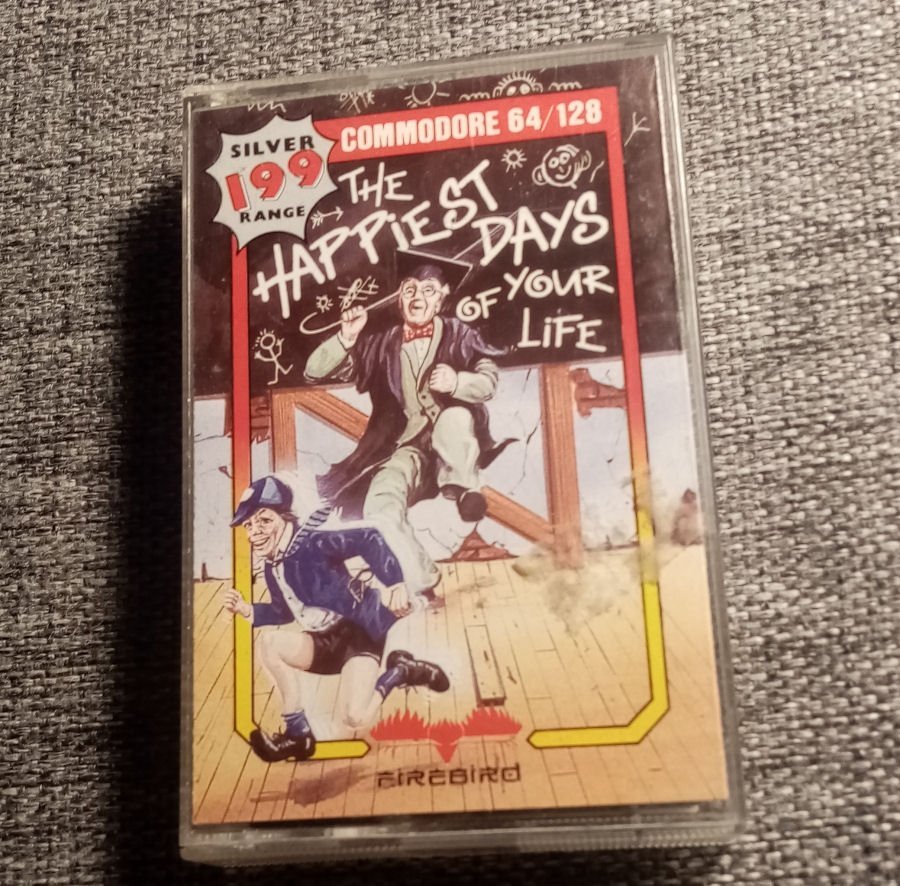 SILVER
199
RANGE
COMMODORE 64/128
THE
HAPPIEST
DAYS
OF YOUR
LIFE
FIREBIRD